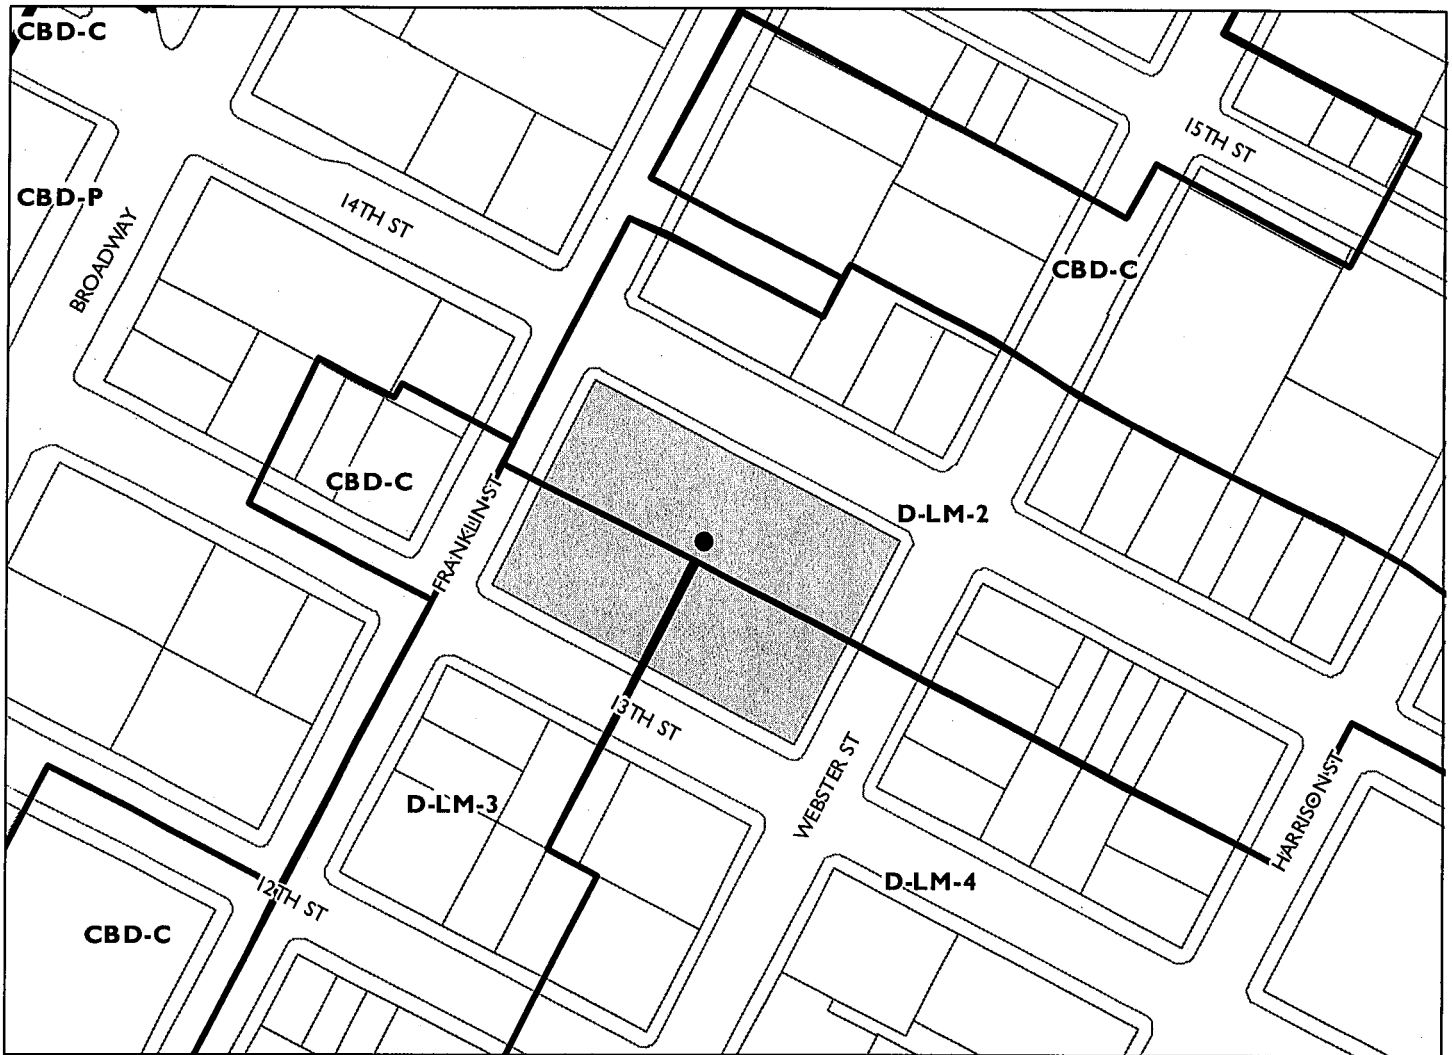 CBD-C
15TH ST
CBD-P
14TH ST
BROADWAY
CBD-C
CBD-C
FRANKLIN ST
D-LM-2
13TH ST
WEBSTER ST
D-LM-3
HARRISON ST
D-LM-4
12TH ST
CBD-C